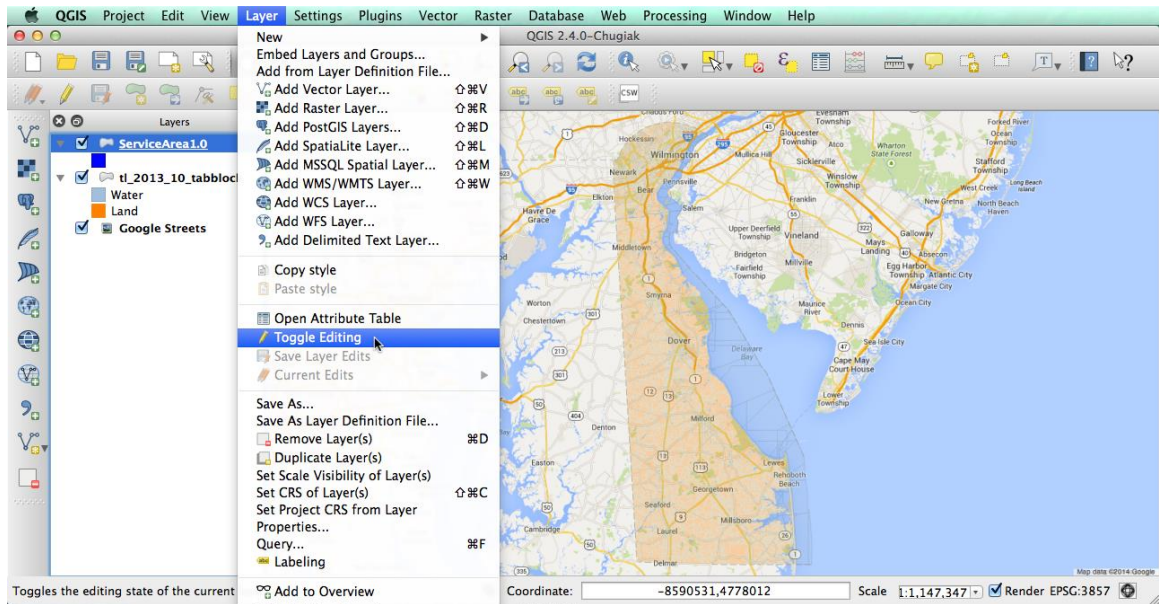 QGIS Project Edit View Layer Settings Plugins Vector Raster Database Web Processing Window Help
QGIS 2.4.0-Chugiak
New
Embed Layers and Groups...
Add from Layer Definition File...
Add Vector Layer... ⇧⌘V
Add Raster Layer... ⇧⌘R
Add PostGIS Layers... ⇧⌘D
Add SpatiaLite Layer... ⇧⌘L
Add MSSQL Spatial Layer... ⇧⌘M
Add WMS/WMTS Layer... ⇧⌘W
Add WCS Layer...
Add WFS Layer...
Add Delimited Text Layer...
Copy style
Paste style
Open Attribute Table
Toggle Editing
Save Layer Edits
Current Edits
Save As...
Save As Layer Definition File...
Remove Layer(s) ⌘D
Duplicate Layer(s)
Set Scale Visibility of Layer(s)
Set CRS of Layer(s) ⇧⌘C
Set Project CRS from Layer
Properties...
Query... ⌘F
Labeling
Add to Overview
Layers
ServiceArea1.0
tl_2013_10_tabbloc
Water
Land
Google Streets
abc
abc
abc
CSW
T
Chadds Ford
Hockessin
Wilmington
Newark
Bear
Pennsville
Elkton
Salem
Havre De
Grace
Middletown
Smyrna
Worton
Chestertown
Dover
Delaware
Bay
Milford
Denton
Easton
Lewes
Rehoboth
Beach
Georgetown
Seaford
Millsboro
Laurel
Cambridge
Delmar
Evesham
Township
Gloucester
Township
Atco
Wharton
State Forest
Forked River
Ocean
Township
Mullica Hill
Sicklerville
Stafford
Township
Winslow
Township
West Creek
Long Beach
Island
Franklin
New Gretna
North Beach
Haven
Upper Deerfield
Township
Vineland
Galloway
Mays
Landing
Absecon
Bridgeton
Millville
Fairfield
Township
Egg Harbor
Township
Atlantic City
Margate City
Ocean City
Maurice
River
Dennis
Sea Isle City
Cape May
Court House
Lower
Township
Map data ©2014 Google
Toggles the editing state of the current
Coordinate: -8590531,4778012 Scale 1:1,147,347 Render EPSG:3857